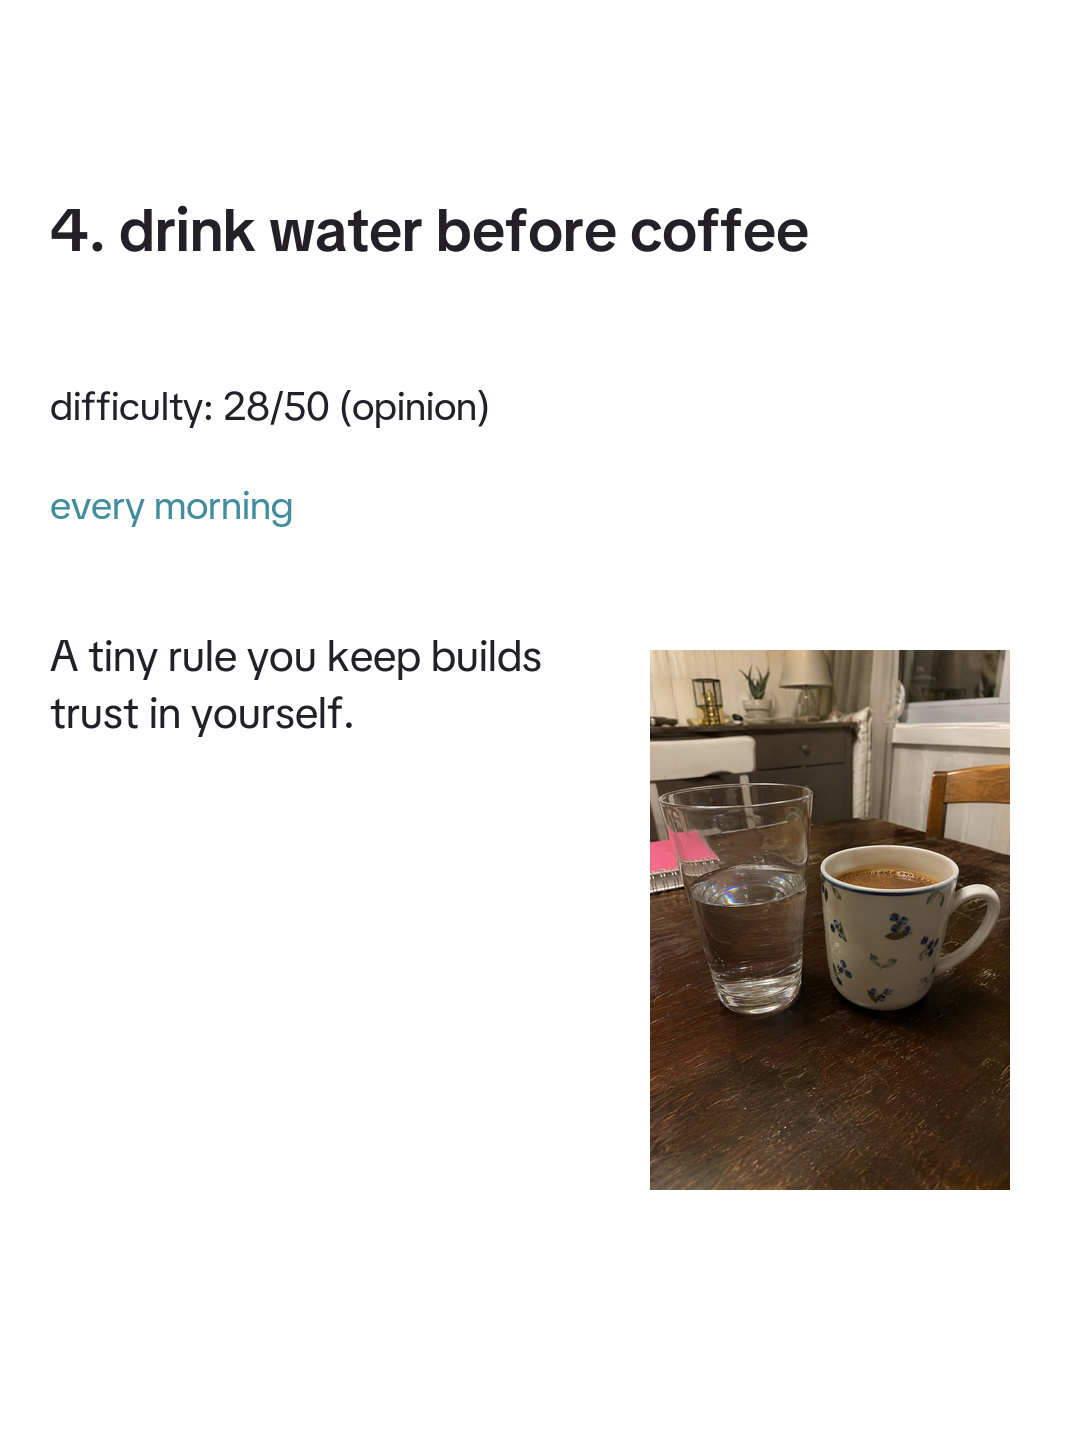 4. drink water before coffee
difficulty: 28/50 (opinion)
every morning
A tiny rule you keep builds
trust in yourself.